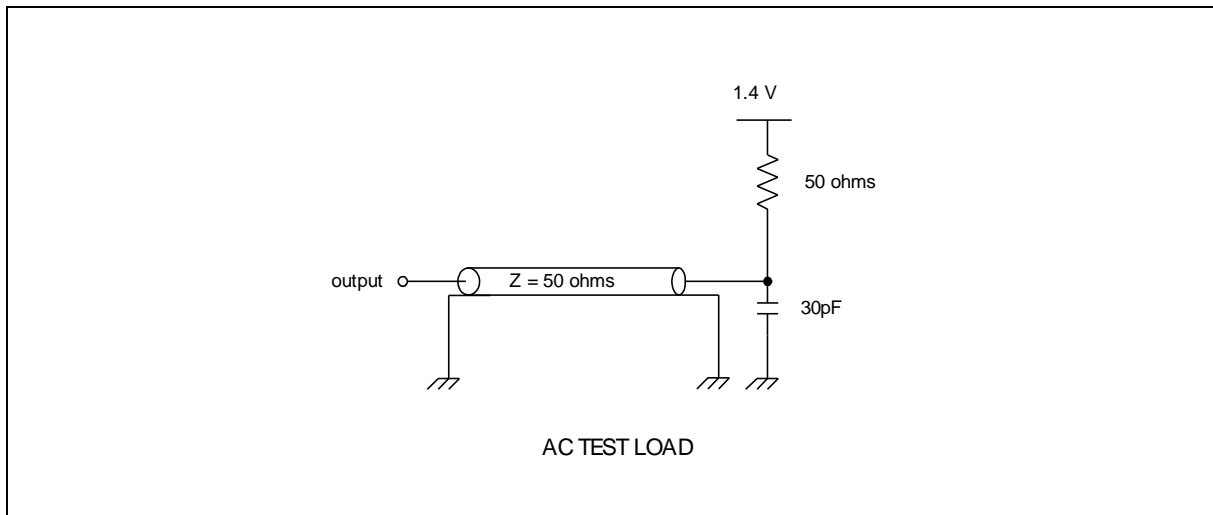 1.4 V
50 ohms
output
Z = 50 ohms
30pF
AC TEST LOAD